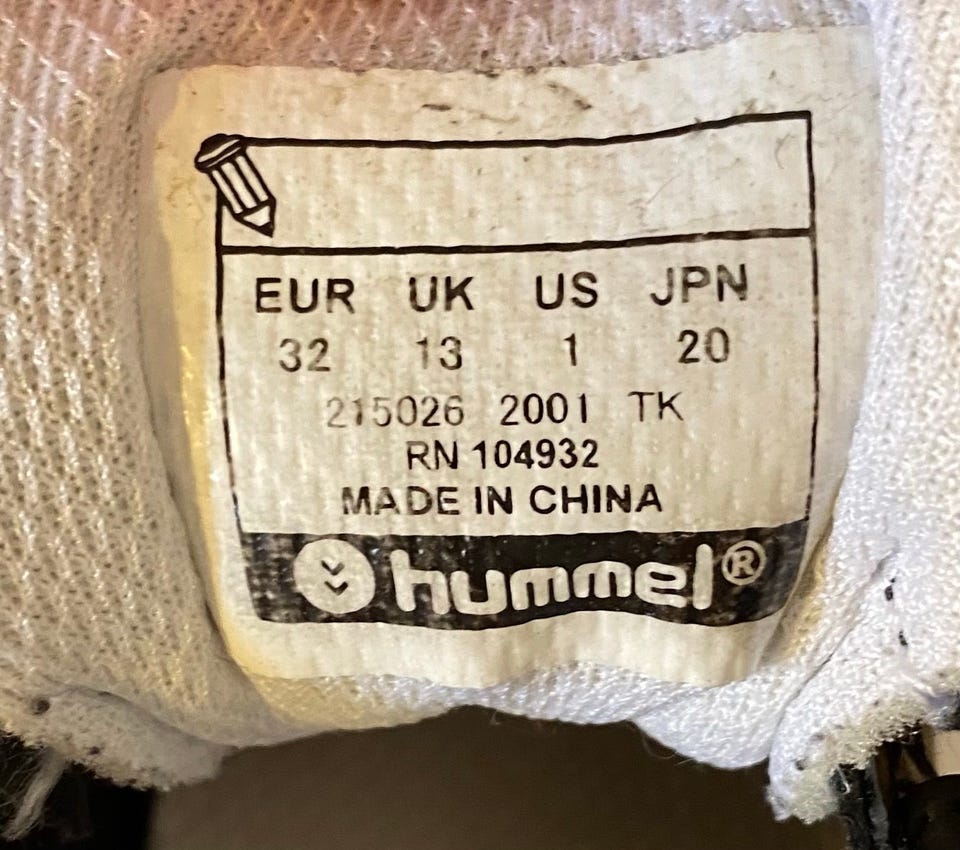 EUR UK US JPN
32 13 1 20
215026 2001 TK
RN 104932
MADE IN CHINA
hummel®